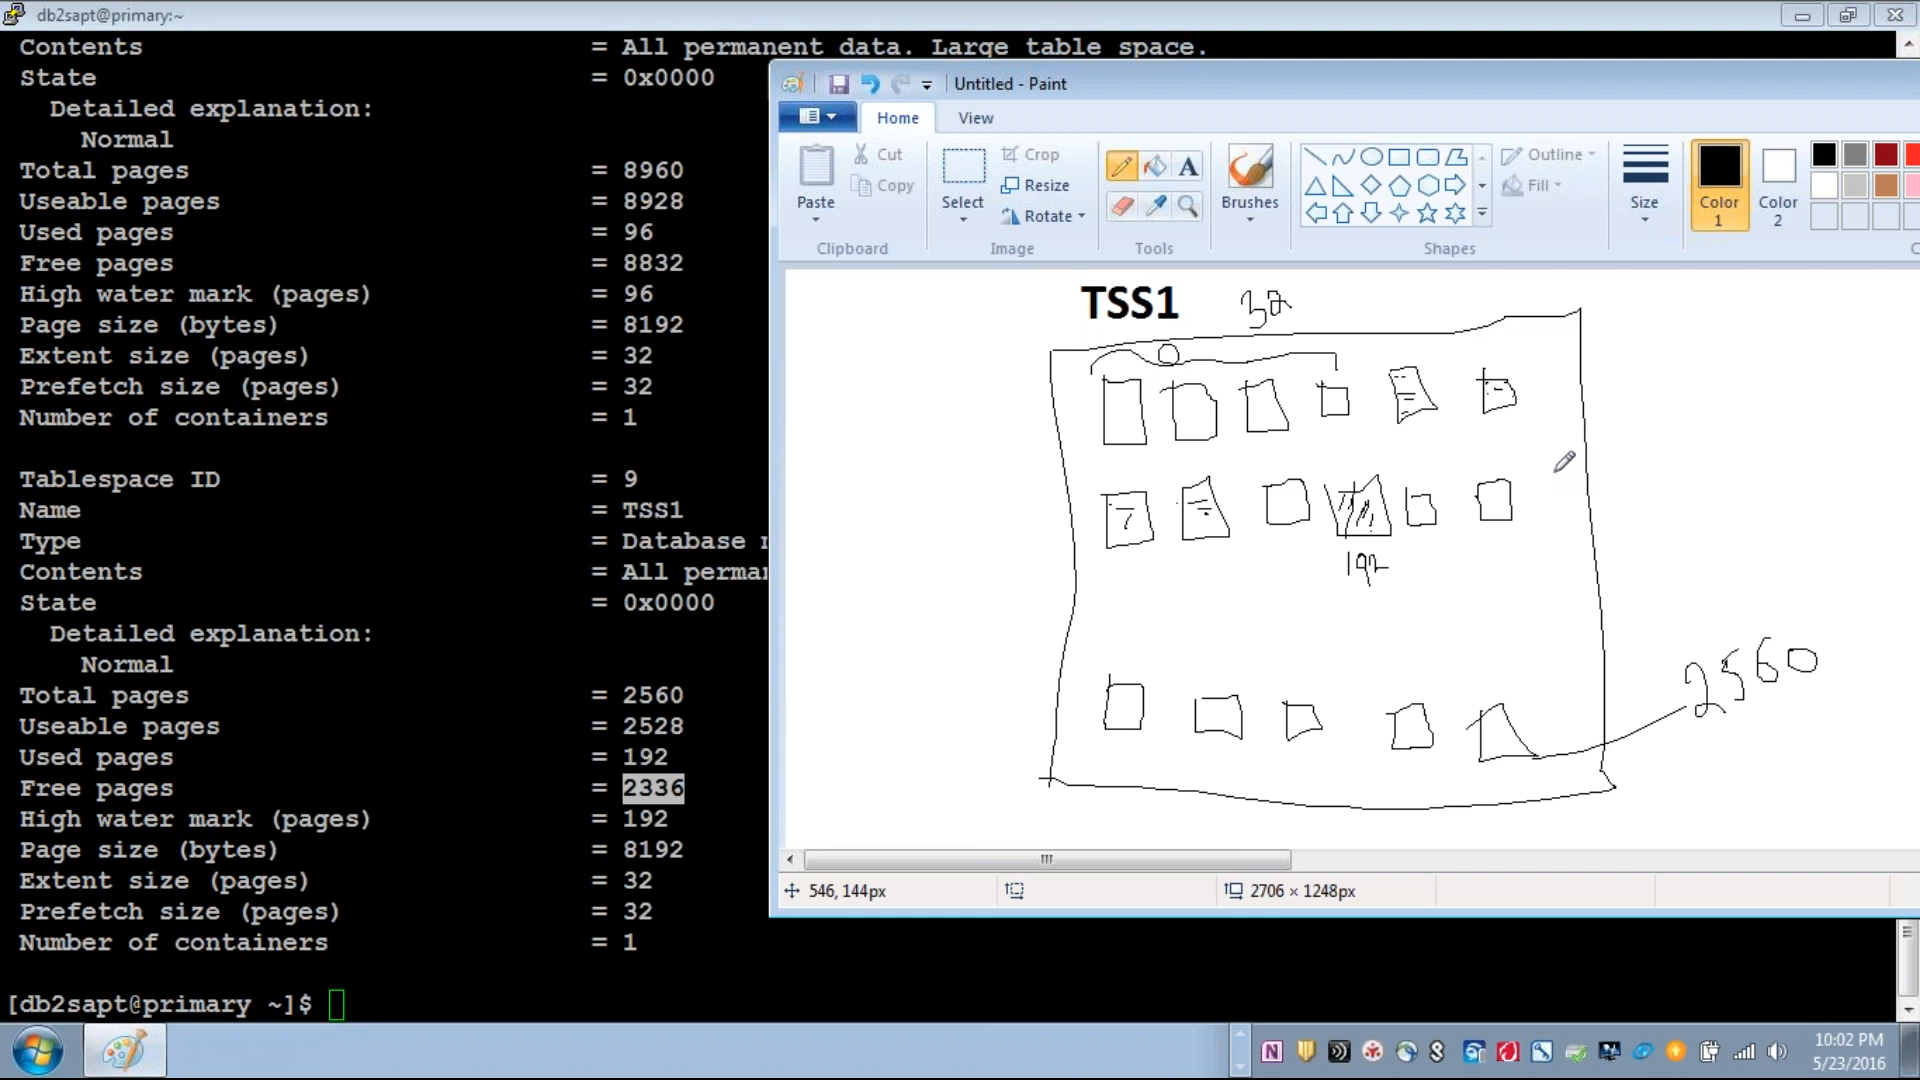 db2sapt@primary:~
Contents = All permanent data. Large table space.
State = 0x0000
Detailed explanation:
Normal
Total pages = 8960
Useable pages = 8928
Used pages = 96
Free pages = 8832
High water mark (pages) = 96
Page size (bytes) = 8192
Extent size (pages) = 32
Prefetch size (pages) = 32
Number of containers = 1
Tablespace ID = 9
Name = TSS1
Type = Database
Contents = All perma
State = 0x0000
Detailed explanation:
Normal
Total pages = 2560
Useable pages = 2528
Used pages = 192
Free pages = 2336
High water mark (pages) = 192
Page size (bytes) = 8192
Extent size (pages) = 32
Prefetch size (pages) = 32
Number of containers = 1
[db2sapt@primary ~]$
Untitled - Paint
Home View
Paste
Cut
Copy
Clipboard
Select
Crop
Resize
Rotate
Image
A
Tools
Brushes
Outline
Fill
Shapes
Size
Color 1
Color 2
TSS1 32
192
2560
546, 144px
2706 × 1248px
10:02 PM
5/23/2016